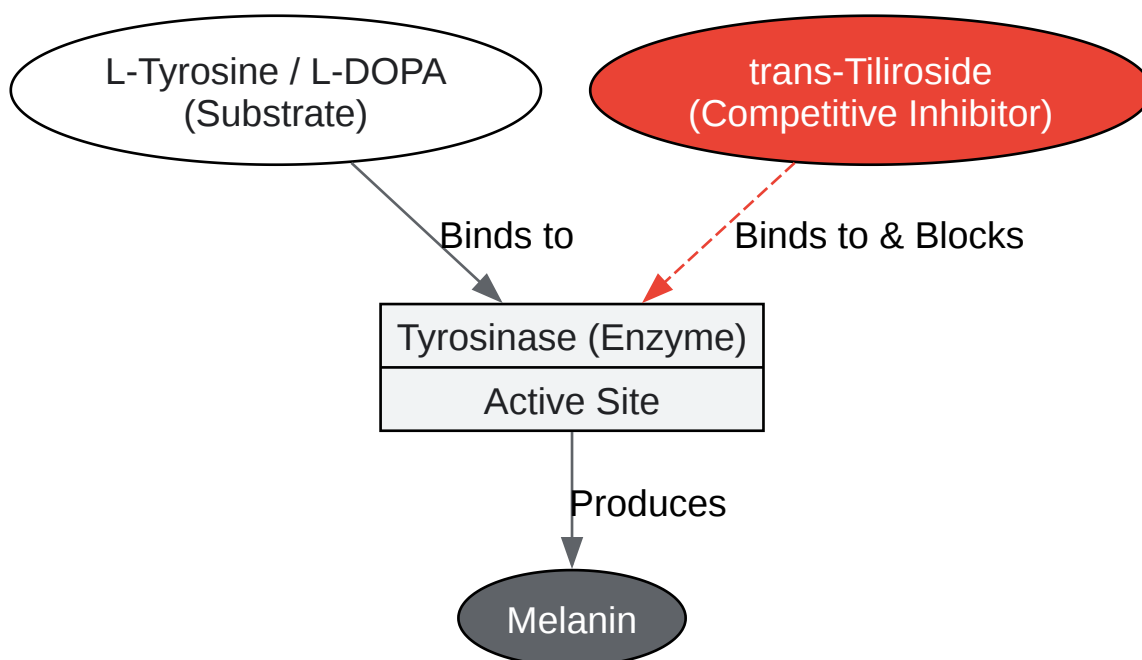 L-Tyrosine / L-DOPA
(Substrate)
trans-Tiliroside
(Competitive Inhibitor)
Binds to
Binds to & Blocks
Tyrosinase (Enzyme)
Active Site
Produces
Melanin